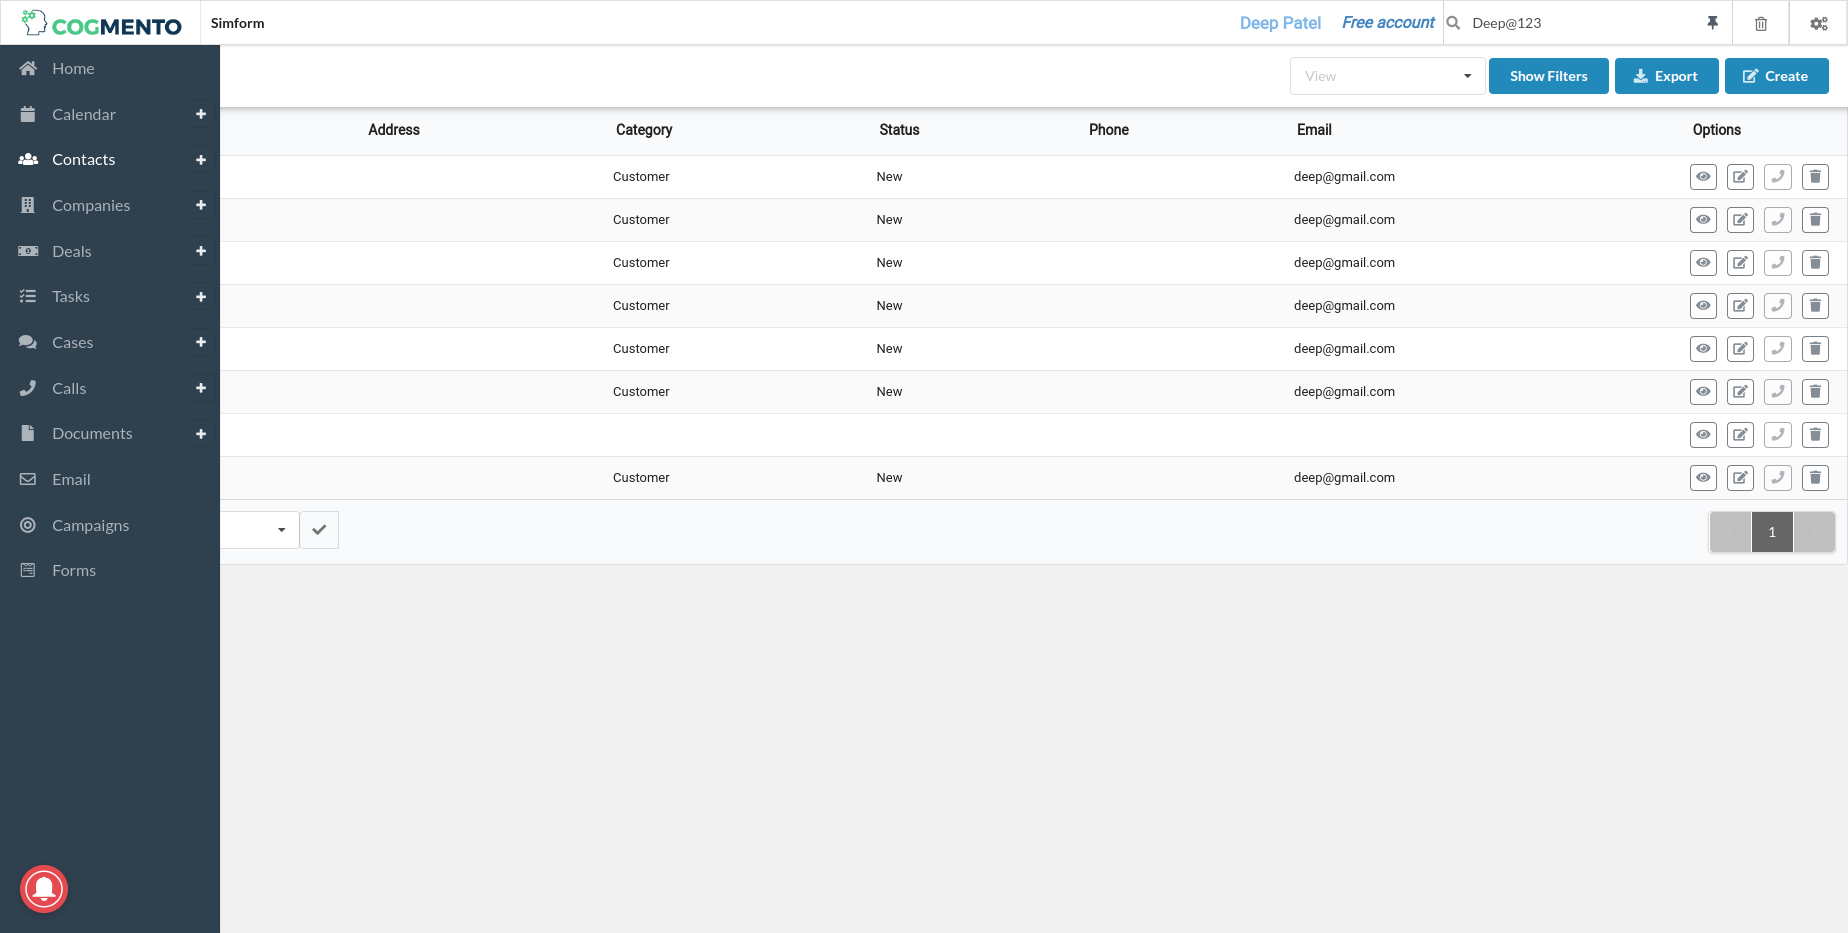 COGMENTO Simform Deep Patel Free account Deep@123
Home
View Show Filters Export Create
Calendar
Address Category Status Phone Email Options
Contacts
Customer New deep@gmail.com
Companies
Customer New deep@gmail.com
Deals
Customer New deep@gmail.com
Tasks
Customer New deep@gmail.com
Cases
Customer New deep@gmail.com
Calls
Customer New deep@gmail.com
Documents
Email
Customer New deep@gmail.com
Campaigns
1
Forms